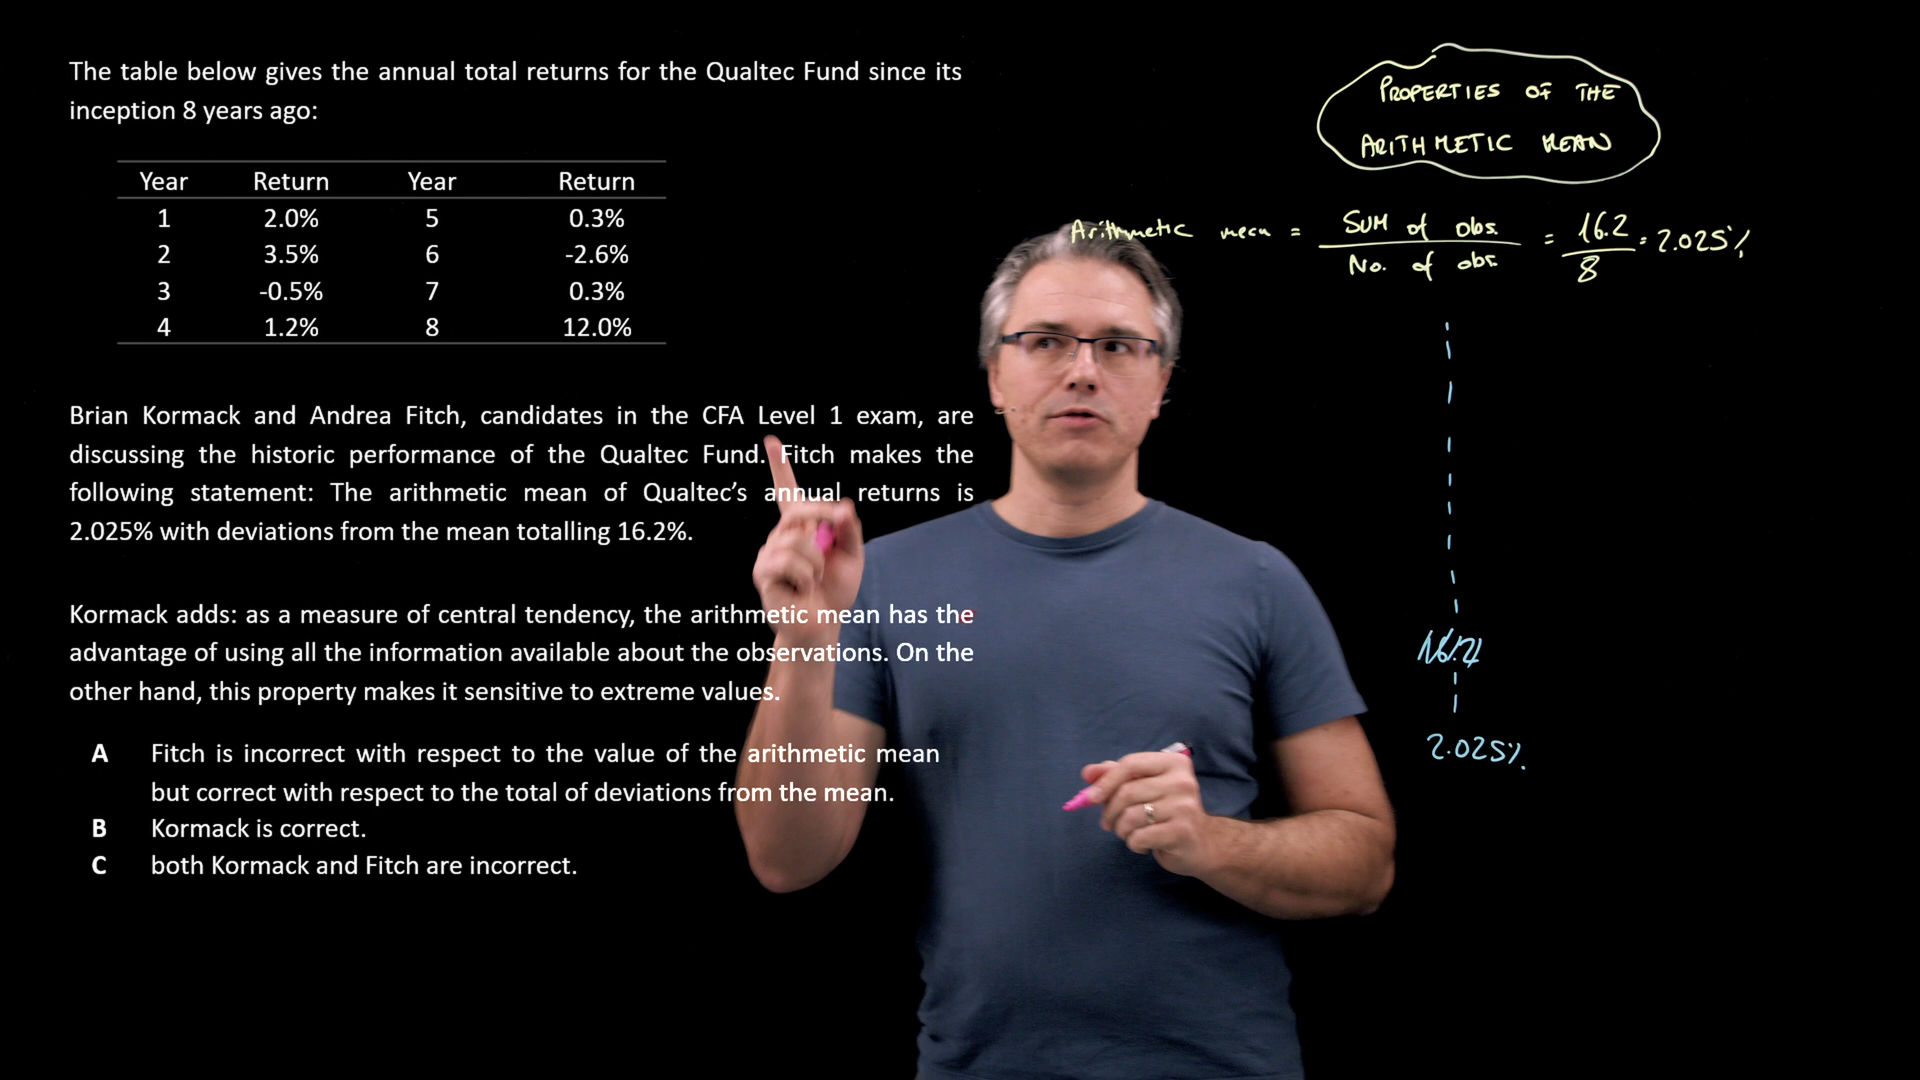 The table below gives the annual total returns for the Qualtec Fund since its
inception 8 years ago:
Year Return Year Return
1 2.0% 5 0.3%
2 3.5% 6 -2.6%
3 -0.5% 7 0.3%
4 1.2% 8 12.0%
Brian Kormack and Andrea Fitch, candidates in the CFA Level 1 exam, are
discussing the historic performance of the Qualtec Fund. Fitch makes the
following statement: The arithmetic mean of Qualtec’s annual returns is
2.025% with deviations from the mean totalling 16.2%.
Kormack adds: as a measure of central tendency, the arithmetic mean has the
advantage of using all the information available about the observations. On the
other hand, this property makes it sensitive to extreme values.
A Fitch is incorrect with respect to the value of the arithmetic mean
but correct with respect to the total of deviations from the mean.
B Kormack is correct.
C both Kormack and Fitch are incorrect.
PROPERTIES OF THE
ARITHMETIC MEAN
Arithmetic mean = SUM of obs. / No. of obs = 16.2 / 8 = 2.025%
2.025%